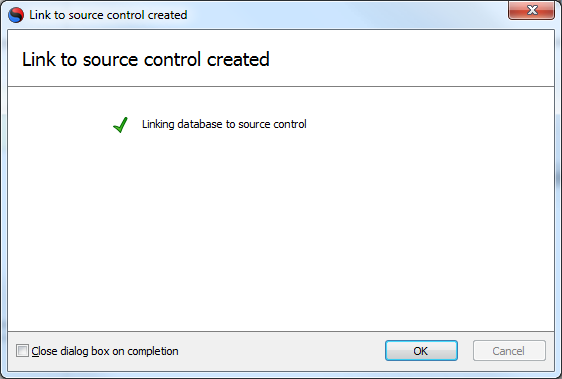 Link to source control created
Link to source control created
Linking database to source control
Close dialog box on completion
OK
Cancel